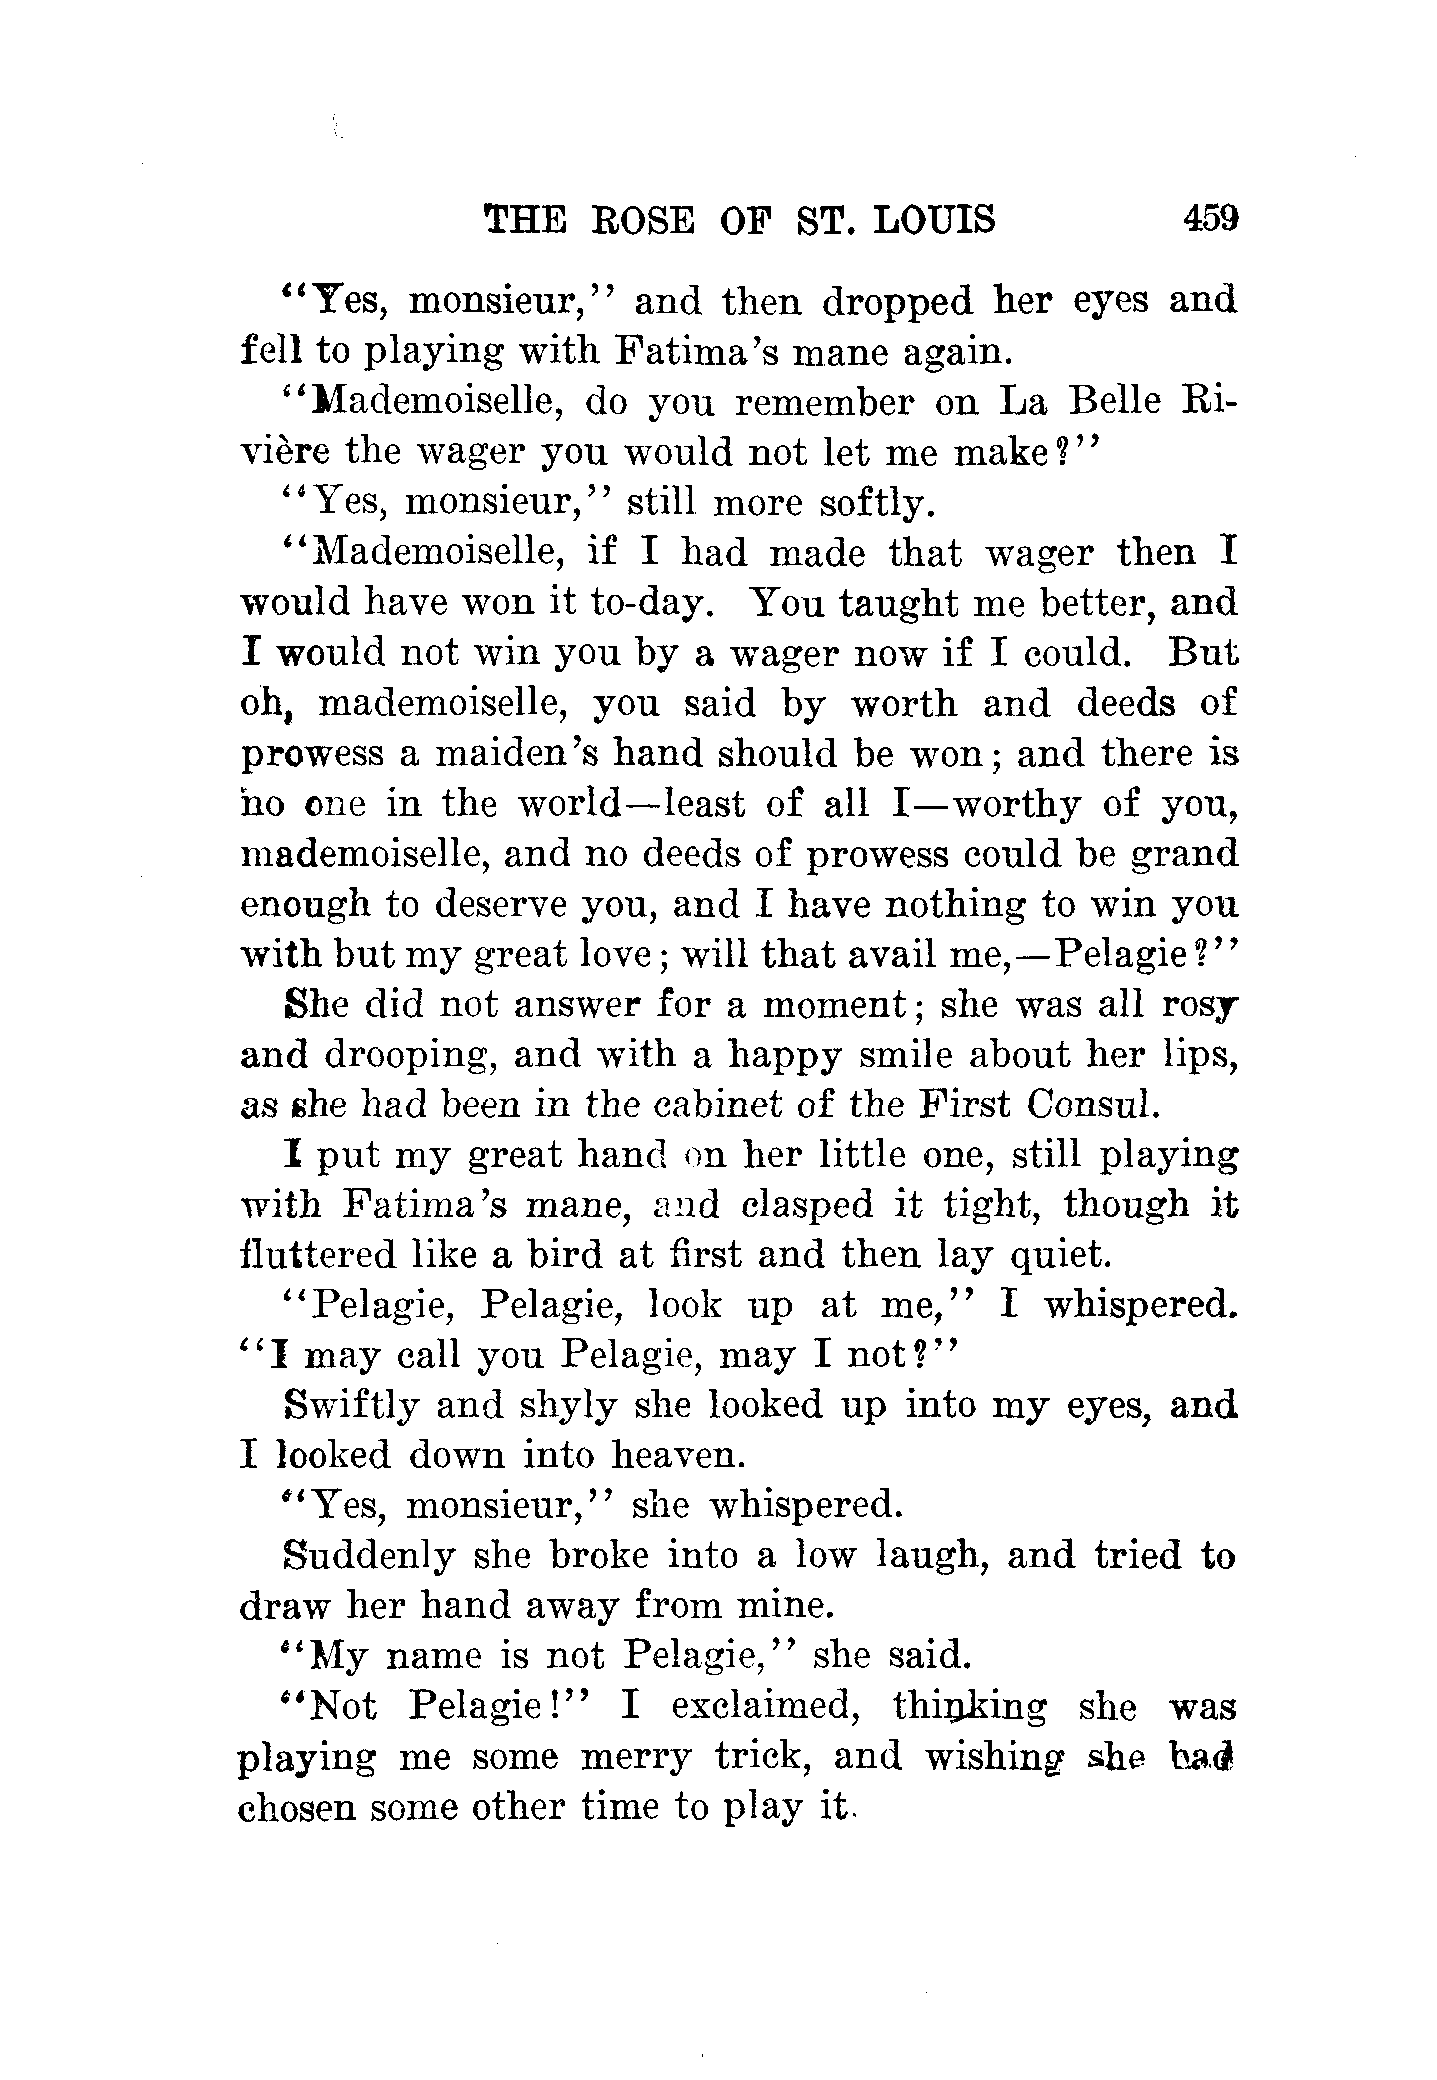 THE ROSE OF ST. LOUIS 459
"Yes, monsieur," and then dropped her eyes and
fell to playing with Fatima's mane again.
"Mademoiselle, do you remember on La Belle Ri-
vière the wager you would not let me make?"
"Yes, monsieur," still more softly.
"Mademoiselle, if I had made that wager then I
would have won it to-day. You taught me better, and
I would not win you by a wager now if I could. But
oh, mademoiselle, you said by worth and deeds of
prowess a maiden's hand should be won; and there is
no one in the world—least of all I—worthy of you,
mademoiselle, and no deeds of prowess could be grand
enough to deserve you, and I have nothing to win you
with but my great love; will that avail me,—Pelagie?"
She did not answer for a moment; she was all rosy
and drooping, and with a happy smile about her lips,
as she had been in the cabinet of the First Consul.
I put my great hand on her little one, still playing
with Fatima's mane, and clasped it tight, though it
fluttered like a bird at first and then lay quiet.
"Pelagie, Pelagie, look up at me," I whispered.
"I may call you Pelagie, may I not?"
Swiftly and shyly she looked up into my eyes, and
I looked down into heaven.
"Yes, monsieur," she whispered.
Suddenly she broke into a low laugh, and tried to
draw her hand away from mine.
"My name is not Pelagie," she said.
"Not Pelagie!" I exclaimed, thinking she was
playing me some merry trick, and wishing she had
chosen some other time to play it.